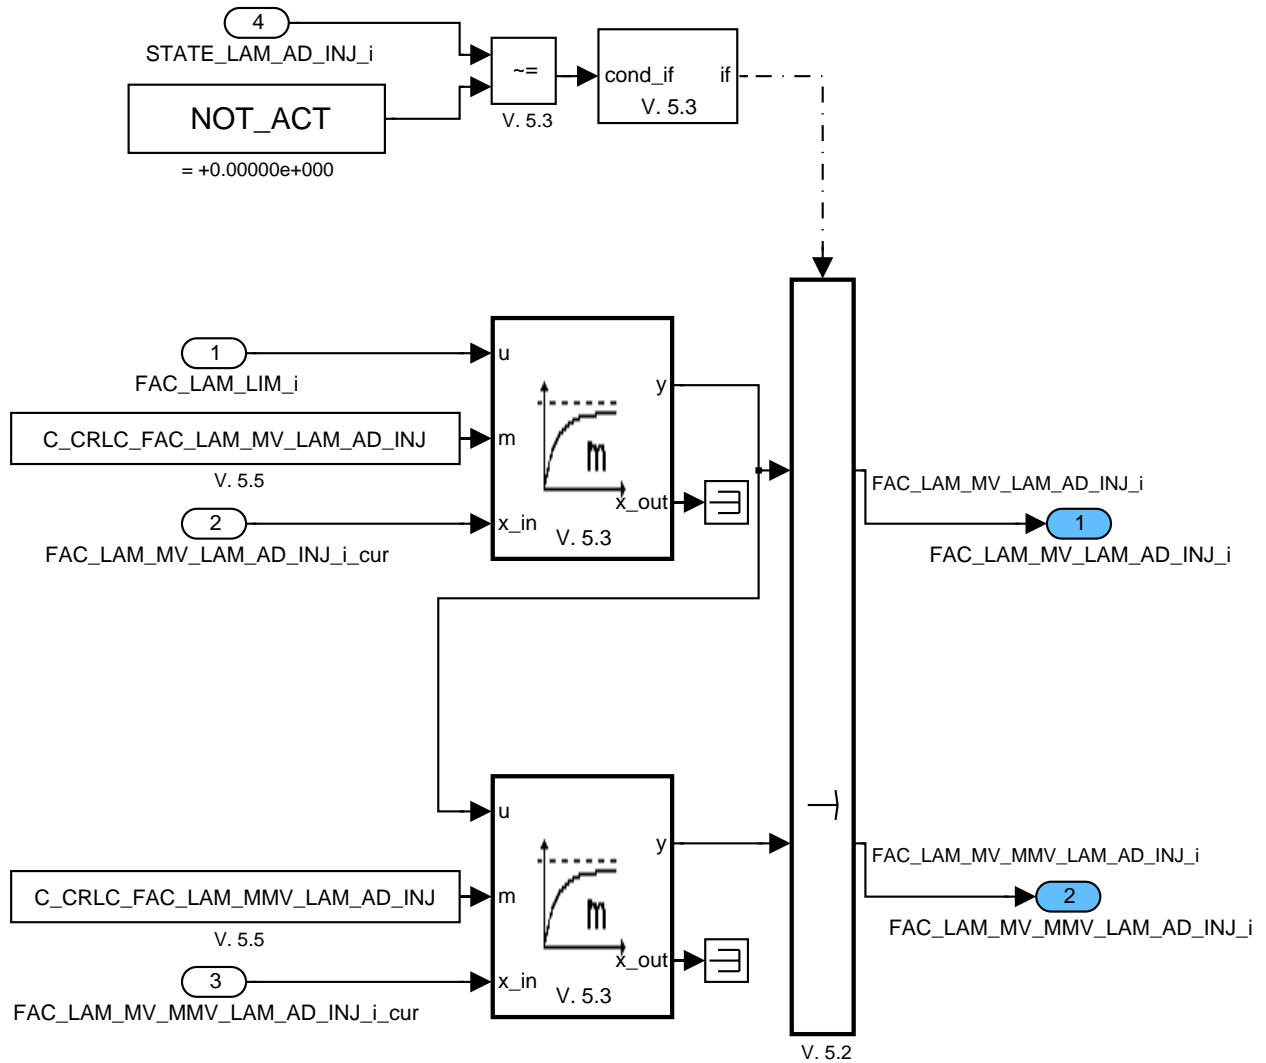 4
STATE_LAM_AD_INJ_i
NOT_ACT
= +0.00000e+000
~=
V. 5.3
cond_if if
V. 5.3
1
FAC_LAM_LIM_i
C_CRLC_FAC_LAM_MV_LAM_AD_INJ
V. 5.5
2
FAC_LAM_MV_LAM_AD_INJ_i_cur
u
m
x_in
y
x_out
m
V. 5.3
FAC_LAM_MV_LAM_AD_INJ_i
1
FAC_LAM_MV_LAM_AD_INJ_i
C_CRLC_FAC_LAM_MMV_LAM_AD_INJ
V. 5.5
3
FAC_LAM_MV_MMV_LAM_AD_INJ_i_cur
u
m
x_in
y
x_out
m
V. 5.3
FAC_LAM_MV_MMV_LAM_AD_INJ_i
2
FAC_LAM_MV_MMV_LAM_AD_INJ_i
V. 5.2